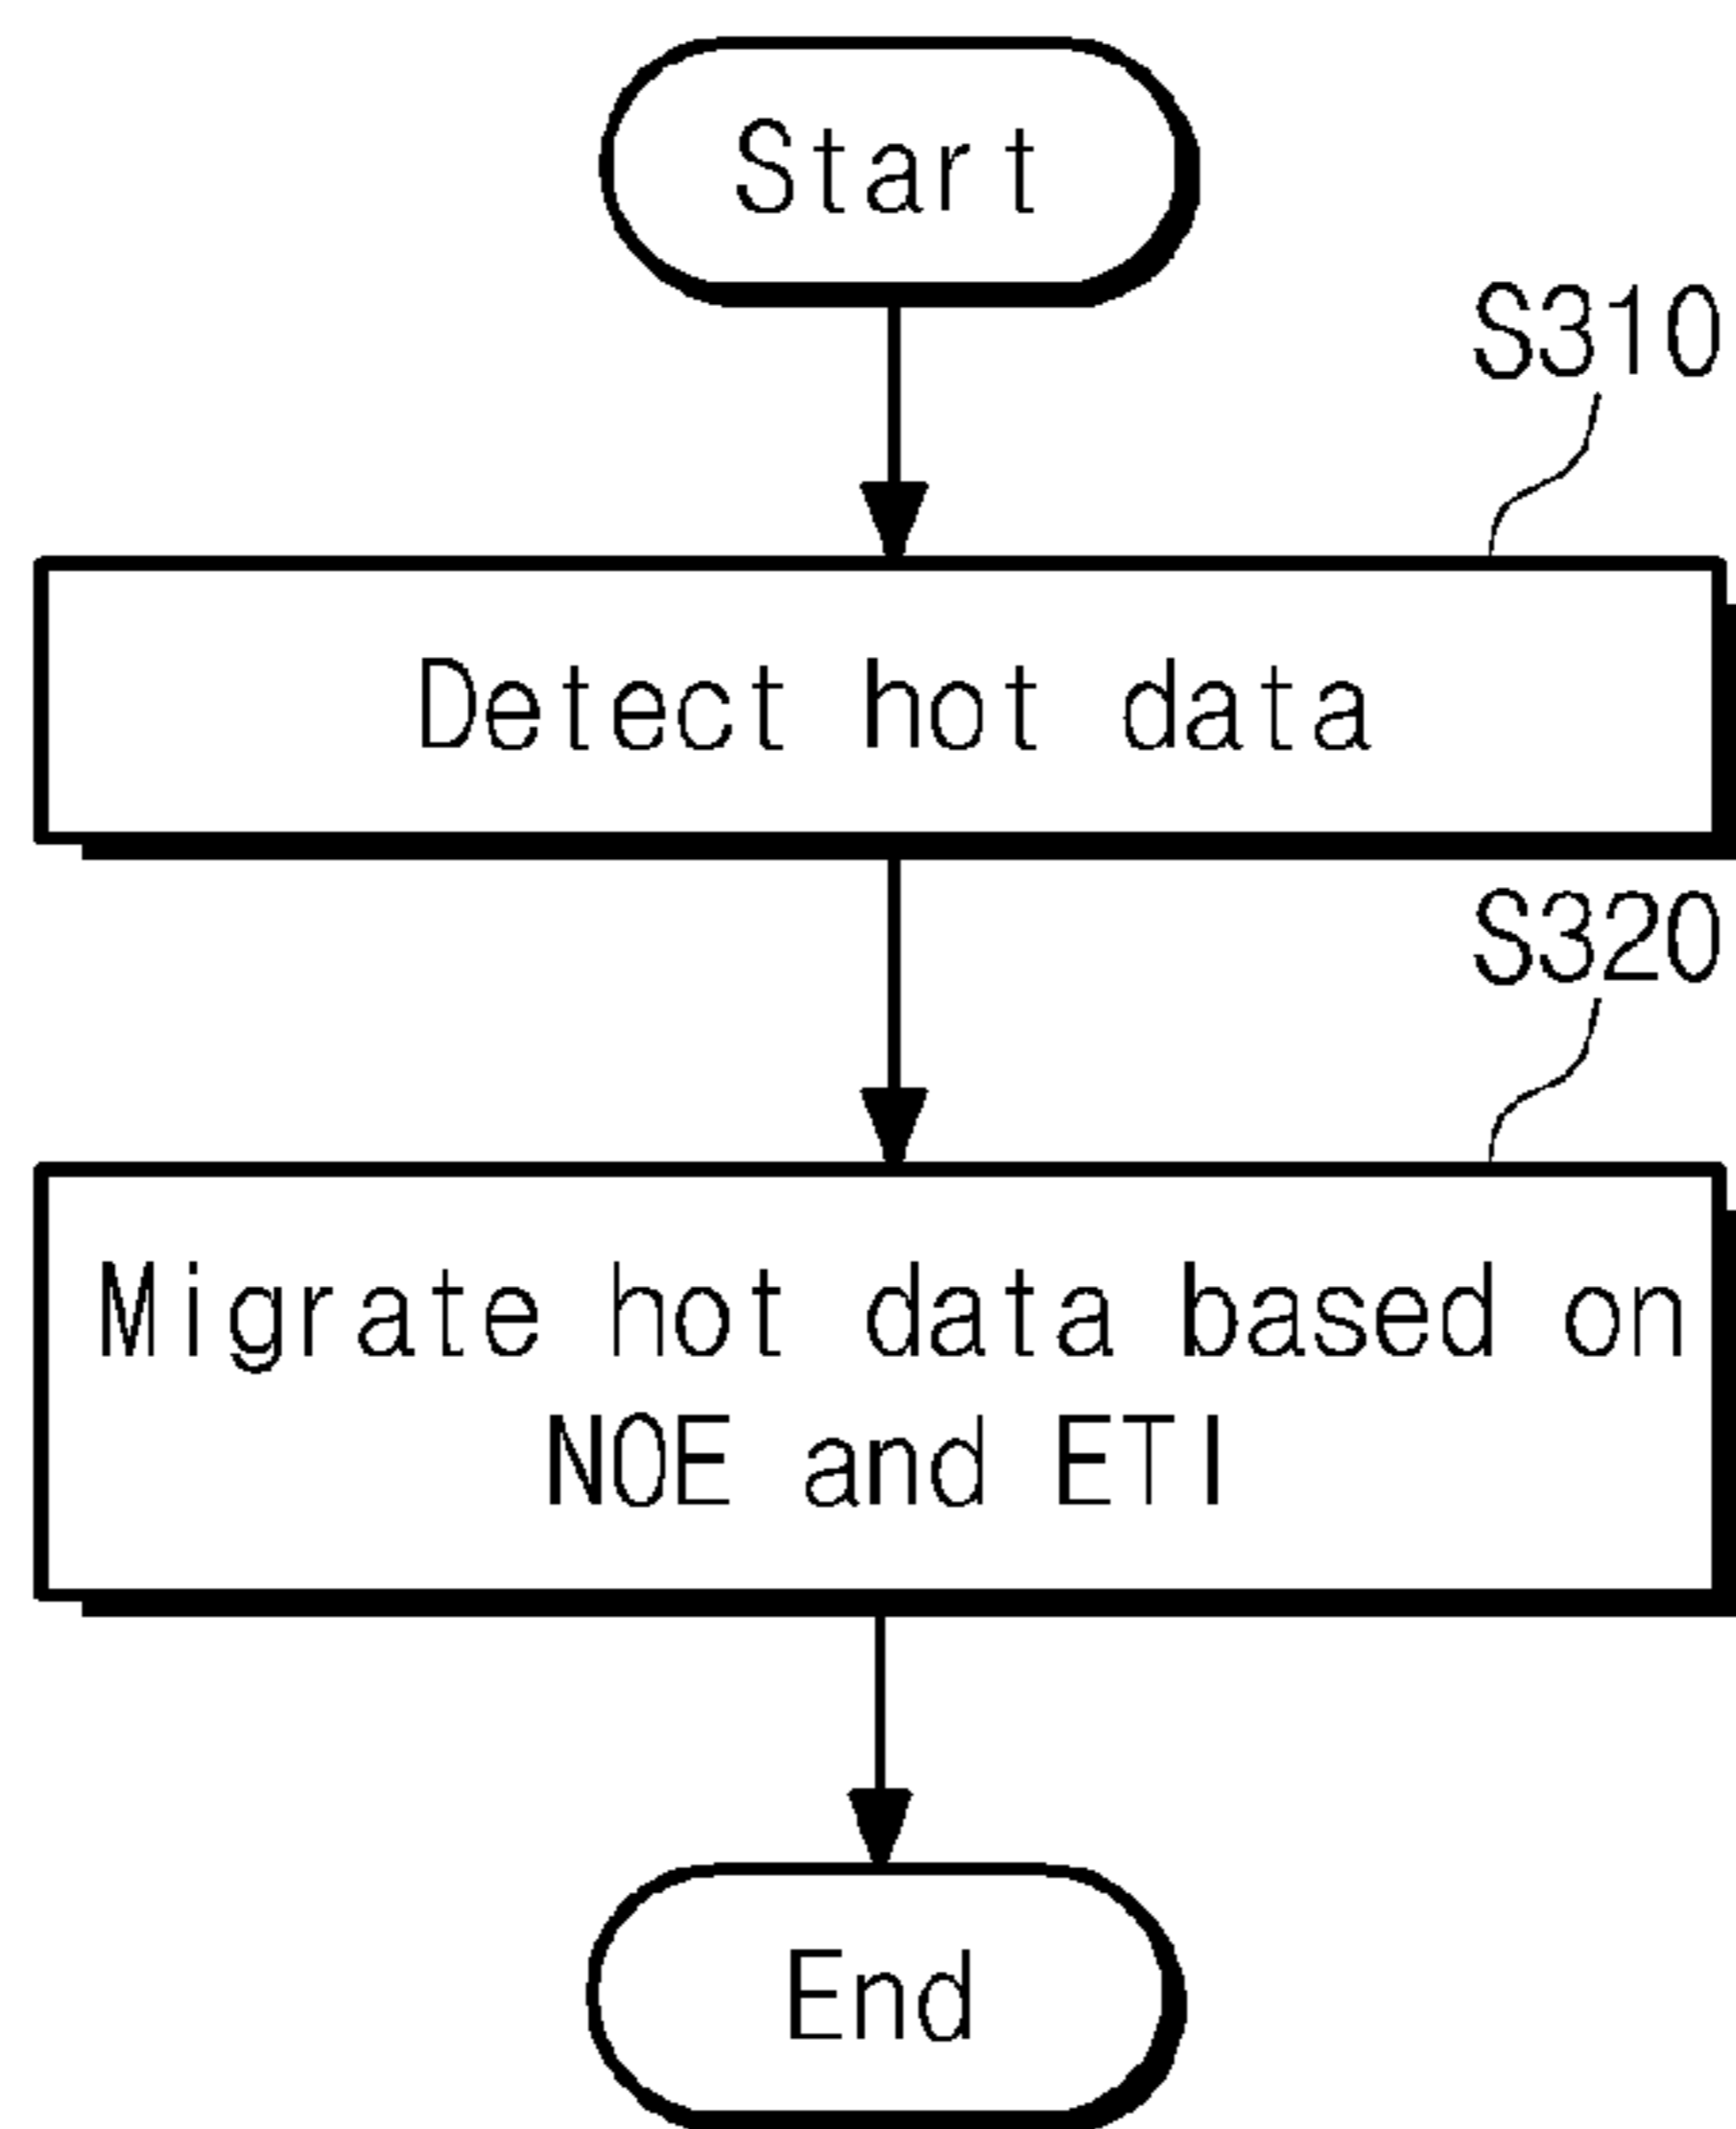 Start
S310
Detect hot data
S320
Migrate hot data based on
NOE and ETI
End